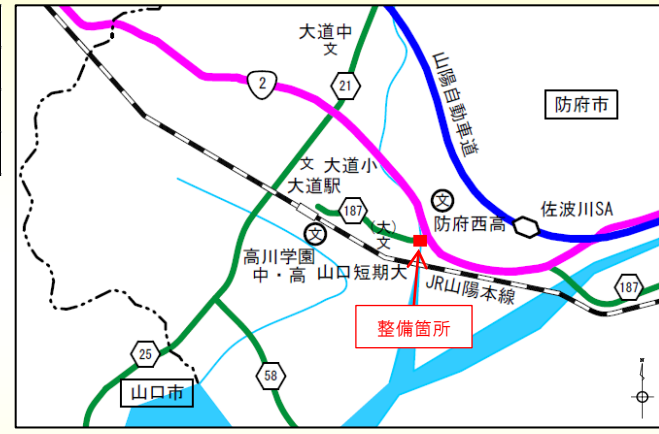 大道中
文
21
2
山陽自動車道
防府市
文 大道小
大道駅
187
(大)
文
文
防府西高
佐波川SA
文
高川学園
中・高
山口短期大
JR山陽本線
187
整備箇所
25
58
山口市